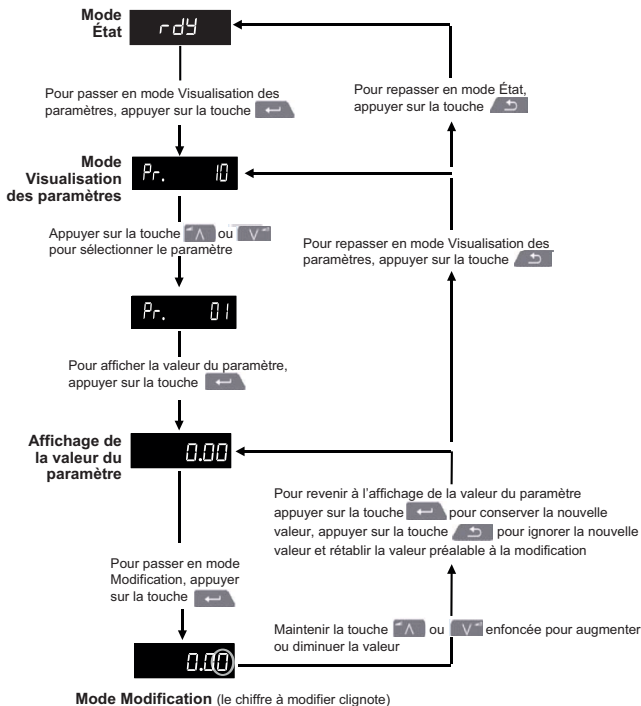 Mode
État
rdY
Pour passer en mode Visualisation des
paramètres, appuyer sur la touche
Pour repasser en mode État,
appuyer sur la touche
Mode
Visualisation
des paramètres
Pr. 10
Appuyer sur la touche ou
pour sélectionner le paramètre
Pour repasser en mode Visualisation des
paramètres, appuyer sur la touche
Pr. 01
Pour afficher la valeur du paramètre,
appuyer sur la touche
Affichage de
la valeur du
paramètre
0.00
Pour revenir à l'affichage de la valeur du paramètre
appuyer sur la touche pour conserver la nouvelle
valeur, appuyer sur la touche pour ignorer la nouvelle
valeur et rétablir la valeur préalable à la modification
Pour passer en mode
Modification, appuyer
sur la touche
Maintenir la touche ou enfoncée pour augmenter
ou diminuer la valeur
0.00
Mode Modification (le chiffre à modifier clignote)